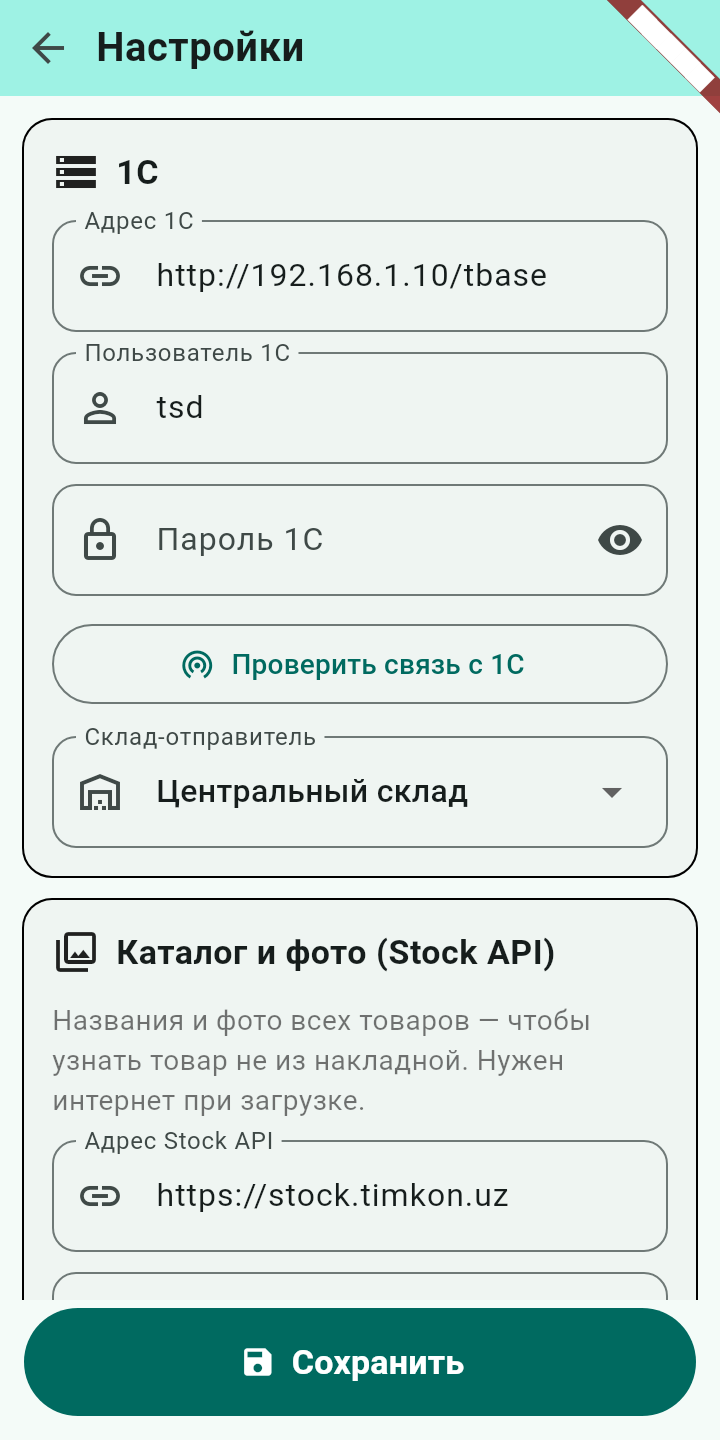 Настройки
1С
Адрес 1С
http://192.168.1.10/tbase
Пользователь 1С
tsd
Пароль 1С
Проверить связь с 1С
Склад-отправитель
Центральный склад
Каталог и фото (Stock API)
Названия и фото всех товаров — чтобы
узнать товар не из накладной. Нужен
интернет при загрузке.
Адрес Stock API
https://stock.timkon.uz
Сохранить